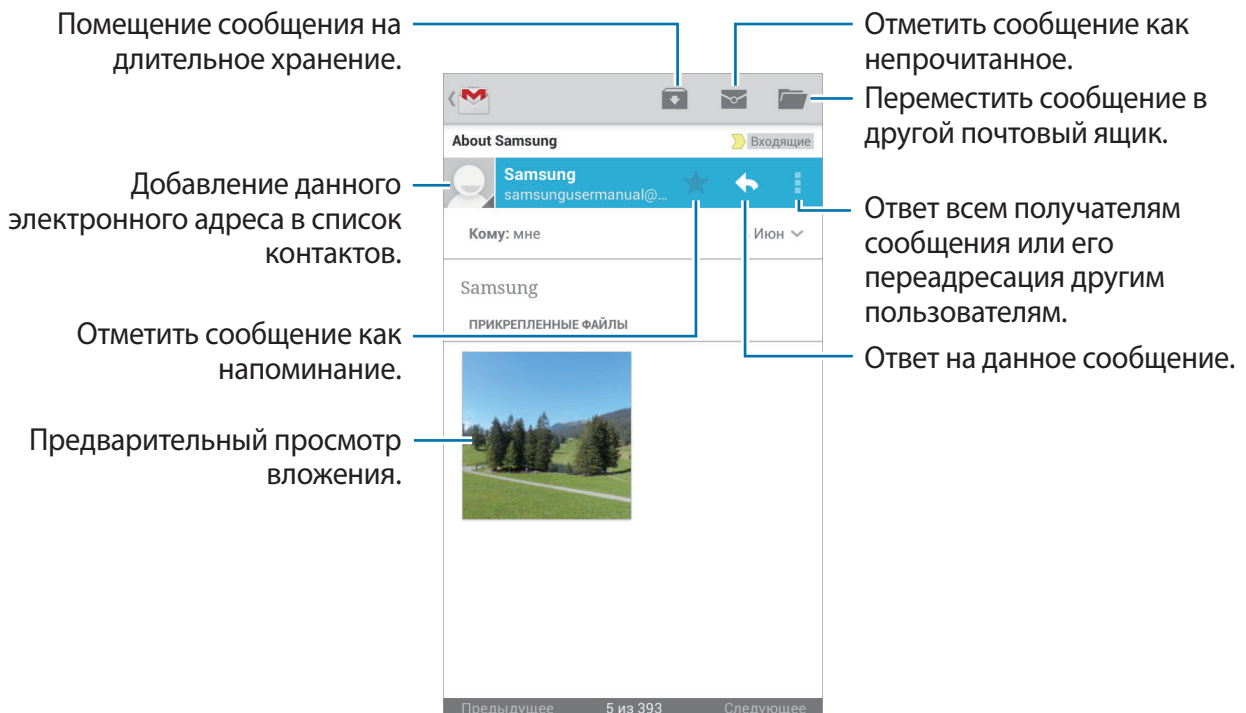 Помещение сообщения на
длительное хранение.
Отметить сообщение как
непрочитанное.
Переместить сообщение в
другой почтовый ящик.
About Samsung
Входящие
Samsung
samsungusermanual@...
Добавление данного
электронного адреса в список
контактов.
Ответ всем получателям
сообщения или его
переадресация другим
пользователям.
Кому: мне
Июн
Samsung
ПРИКРЕПЛЕННЫЕ ФАЙЛЫ
Отметить сообщение как
напоминание.
Ответ на данное сообщение.
Предварительный просмотр
вложения.
Предыдущее 5 из 393 Следующее